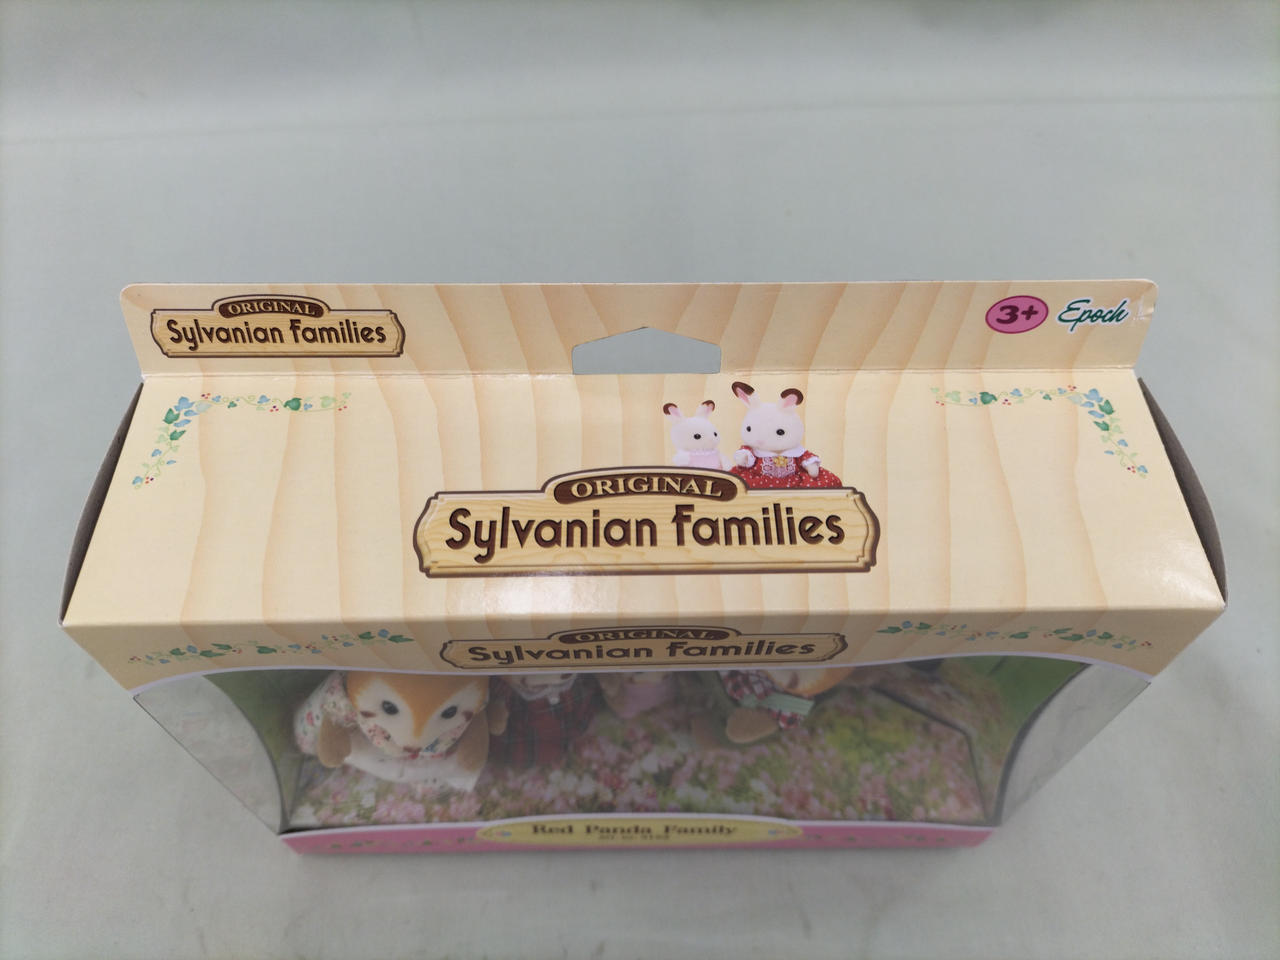 ORIGINAL
Sylvanian Families
3+
Epoch
ORIGINAL
Sylvanian Families
ORIGINAL
Sylvanian Families
Red Panda Family